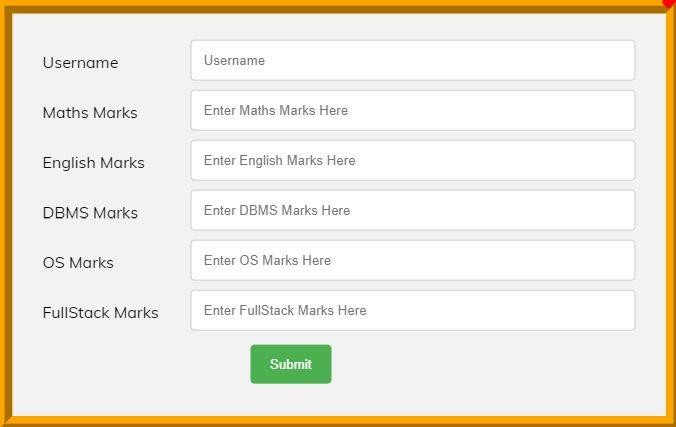 Username Username
Maths Marks Enter Maths Marks Here
English Marks Enter English Marks Here
DBMS Marks Enter DBMS Marks Here
OS Marks Enter OS Marks Here
FullStack Marks Enter FullStack Marks Here
Submit